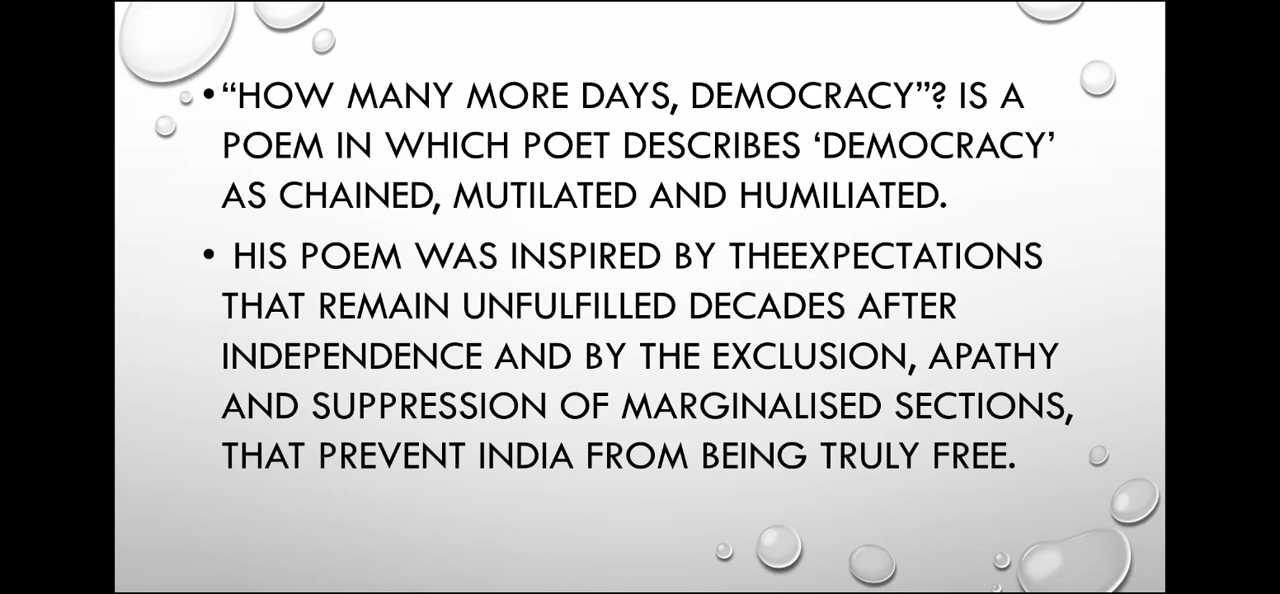 • “HOW MANY MORE DAYS, DEMOCRACY”? IS A
POEM IN WHICH POET DESCRIBES ‘DEMOCRACY’
AS CHAINED, MUTILATED AND HUMILIATED.
• HIS POEM WAS INSPIRED BY THEEXPECTATIONS
THAT REMAIN UNFULFILLED DECADES AFTER
INDEPENDENCE AND BY THE EXCLUSION, APATHY
AND SUPPRESSION OF MARGINALISED SECTIONS,
THAT PREVENT INDIA FROM BEING TRULY FREE.